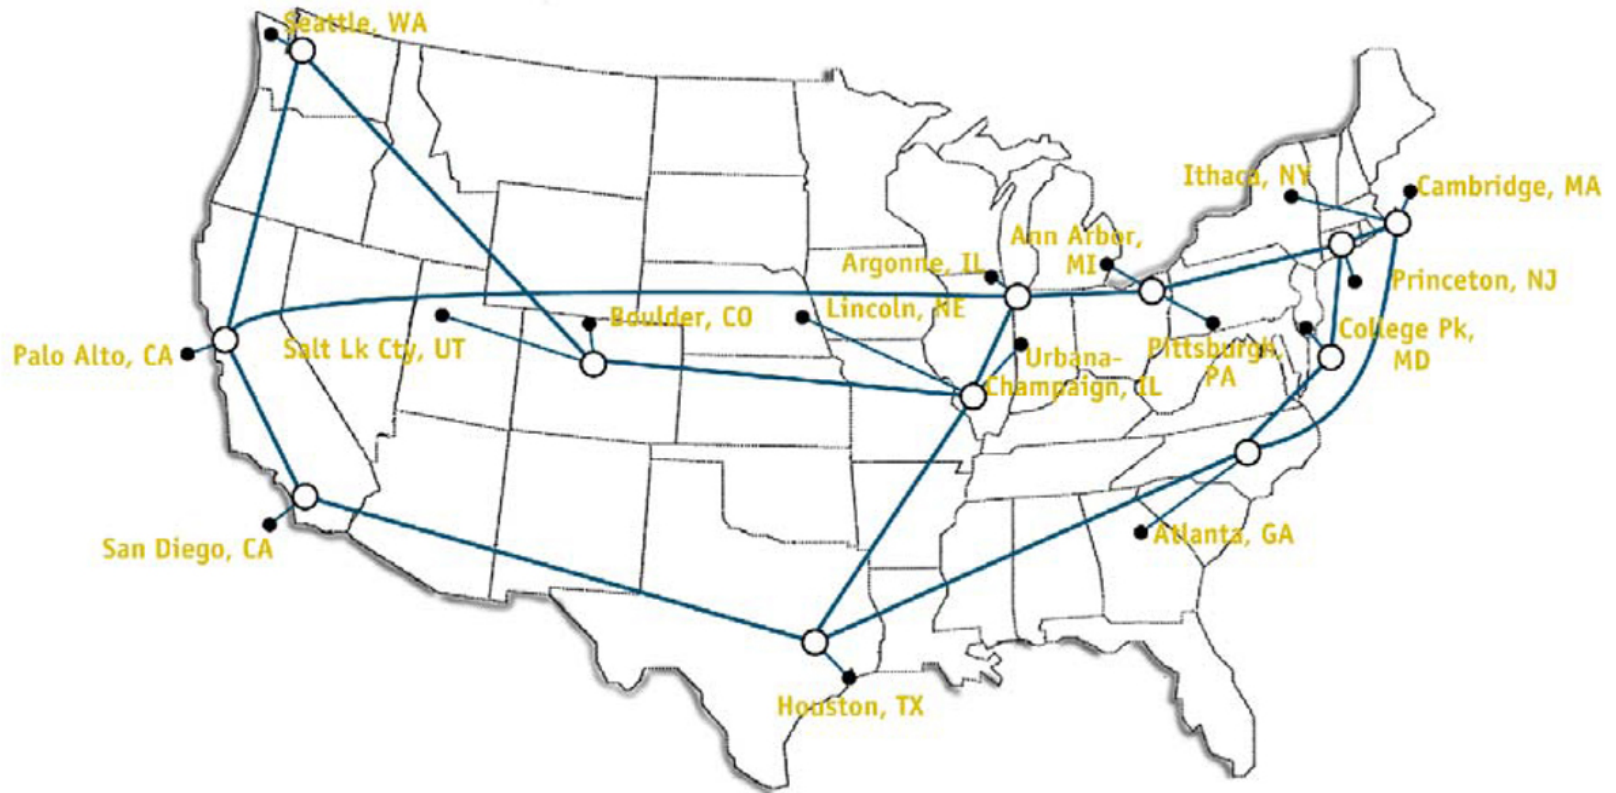 Seattle, WA
Ithaca, NY
Cambridge, MA
Ann Arbor,
MI
Argonne, IL
Princeton, NJ
Lincoln, NE
Boulder, CO
College Pk,
MD
Palo Alto, CA
Salt Lk Cty, UT
Urbana-
Champaign, IL
Pittsburgh,
PA
San Diego, CA
Atlanta, GA
Houston, TX